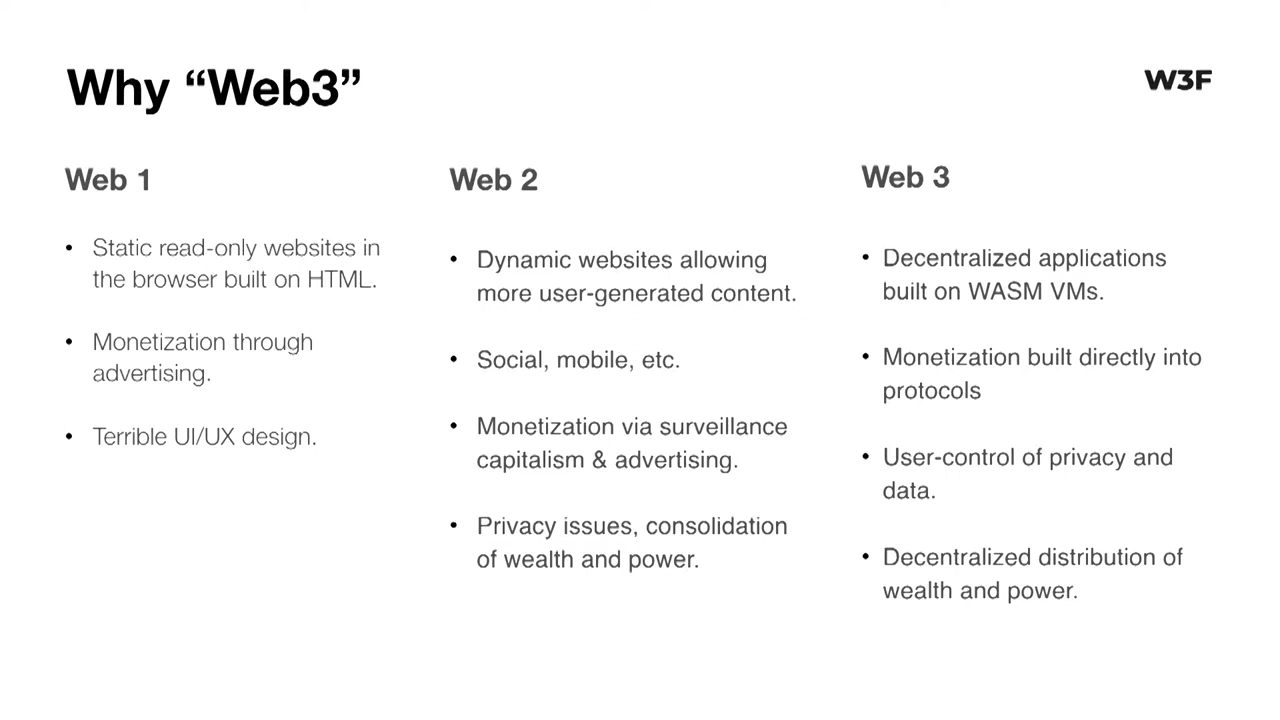 Why “Web3”
W3F
Web 1
• Static read-only websites in
the browser built on HTML.
• Monetization through
advertising.
• Terrible UI/UX design.
Web 2
• Dynamic websites allowing
more user-generated content.
• Social, mobile, etc.
• Monetization via surveillance
capitalism & advertising.
• Privacy issues, consolidation
of wealth and power.
Web 3
• Decentralized applications
built on WASM VMs.
• Monetization built directly into
protocols
• User-control of privacy and
data.
• Decentralized distribution of
wealth and power.